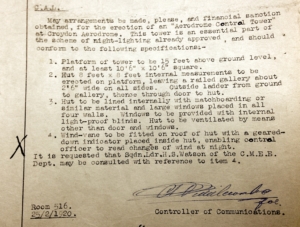 C.A.S.
May arrangements be made, please, and financial sanction
obtained, for the erection of an "Aerodrome Control Tower"
at Croydon Aerodrome. This tower is an essential part of
the scheme of night-lighting already approved, and should
conform to the following specifications:-
1. Platform of tower to be 15 feet above ground level,
and at least 10'6" x 10'6" square.
2. Hut 8 feet x 8 feet internal measurements to be
erected on platform, leaving a railed gallery about
2'6" wide on all sides. Outside ladder from ground
to gallery, thence through door to hut.
3. Hut to be lined internally with matchboarding or
similar material and have windows placed in all
four walls. Windows to be provided with internal
light-proof blinds. Hut to be ventilated by means
other than door and windows.
X 4. Wind-vane to be fitted on roof of hut with a geared-
down indicator placed inside hut, enabling control
officer to read changes of wind at night.
It is requested that Sqdn.Ldr.H.S.Watson of the C.M.E.E.
Dept. may be consulted with reference to item 4.
Room 516.
25/2/1920.
Controller of Communications.